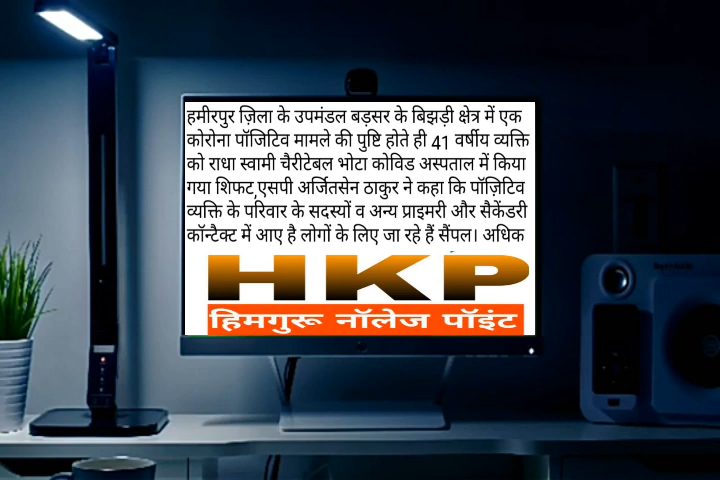 हमीरपुर ज़िला के उपमंडल बड़सर के बिझड़ी क्षेत्र में एक
कोरोना पॉजिटिव मामले की पुष्टि होते ही 41 वर्षीय व्यक्ति
को राधा स्वामी चैरीटेबल भोटा कोविड अस्पताल में किया
गया शिफट,एसपी अर्जितसेन ठाकुर ने कहा कि पॉज़िटिव
व्यक्ति के परिवार के सदस्यों व अन्य प्राइमरी और सैकेंडरी
कॉन्टैक्ट में आए है लोगों के लिए जा रहे हैं सैंपल। अधिक
HKP
हिमगुरू नॉलेज पॉइंट